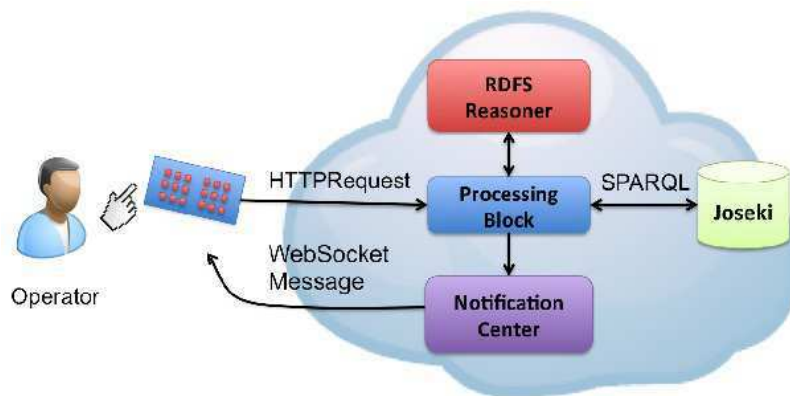 RDFS
Reasoner
HTTPRequest
Processing
Block
SPARQL
Joseki
WebSocket
Message
Operator
Notification
Center